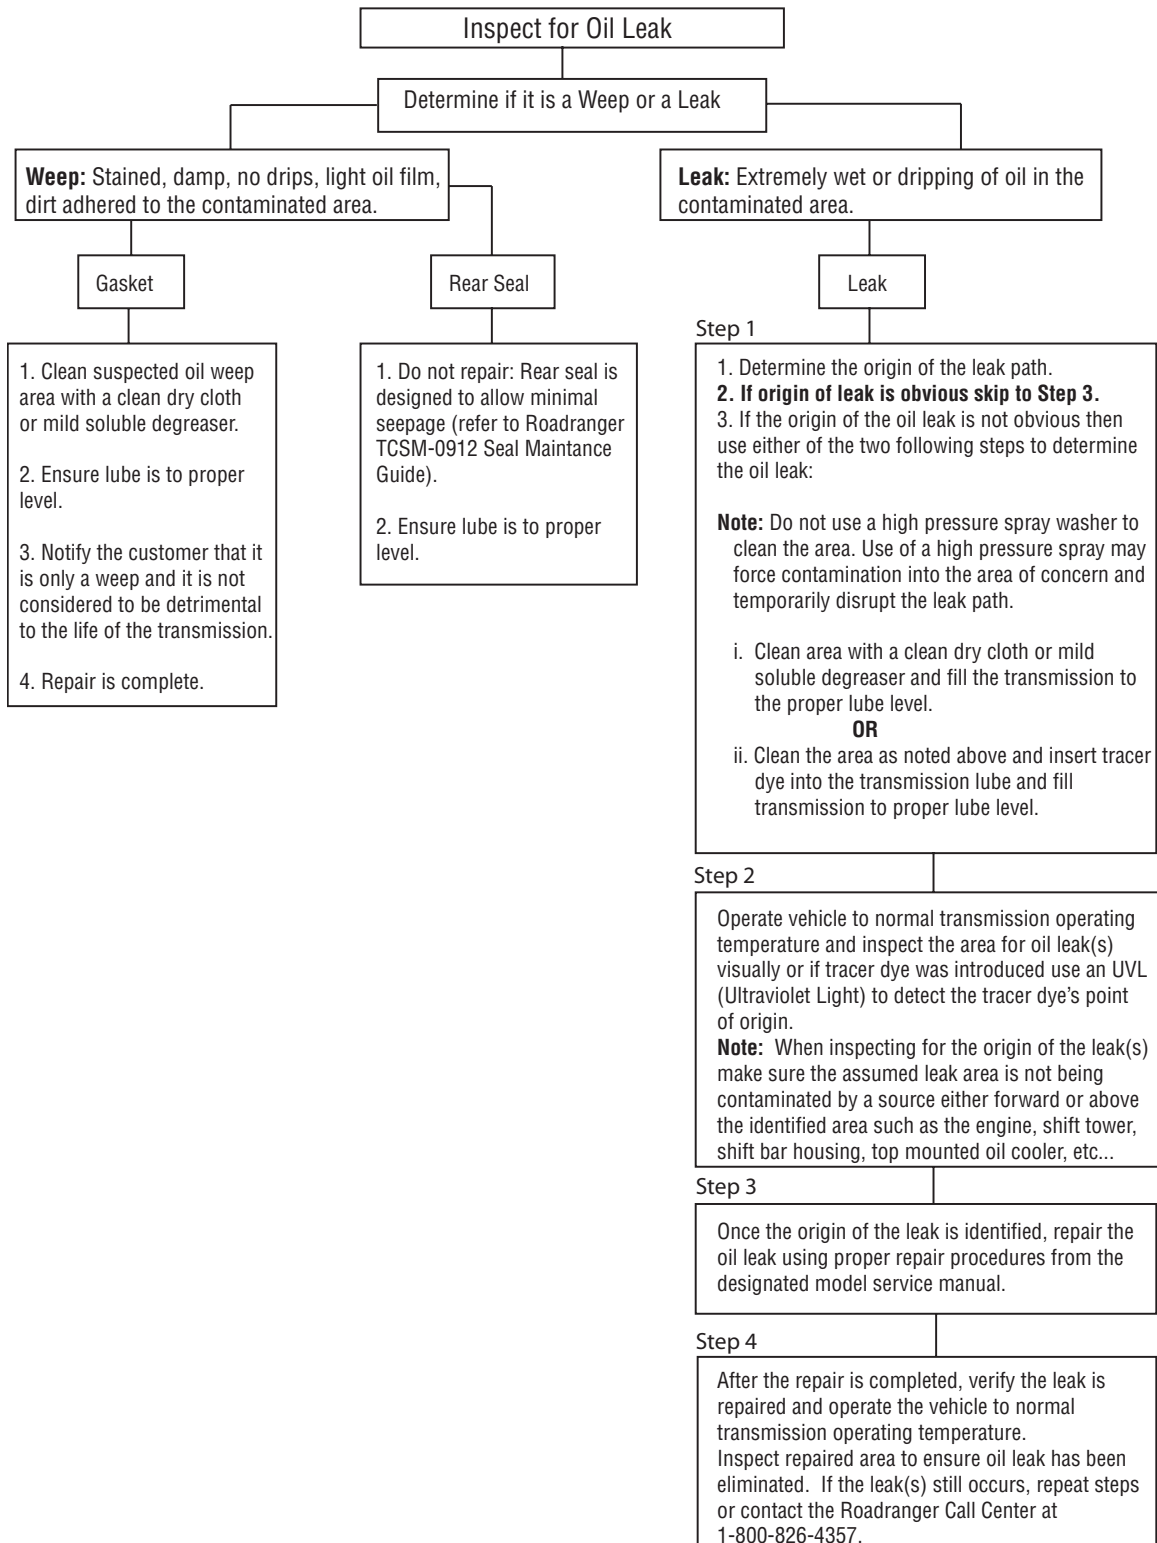 Inspect for Oil Leak
Determine if it is a Weep or a Leak
Weep: Stained, damp, no drips, light oil film,
dirt adhered to the contaminated area.
Leak: Extremely wet or dripping of oil in the
contaminated area.
Gasket
Rear Seal
Leak
1. Clean suspected oil weep
area with a clean dry cloth
or mild soluble degreaser.
2. Ensure lube is to proper
level.
3. Notify the customer that it
is only a weep and it is not
considered to be detrimental
to the life of the transmission.
4. Repair is complete.
1. Do not repair: Rear seal is
designed to allow minimal
seepage (refer to Roadranger
TCSM-0912 Seal Maintance
Guide).
2. Ensure lube is to proper
level.
Step 1
1. Determine the origin of the leak path.
2. If origin of leak is obvious skip to Step 3.
3. If the origin of the oil leak is not obvious then
use either of the two following steps to determine
the oil leak:
Note: Do not use a high pressure spray washer to
clean the area. Use of a high pressure spray may
force contamination into the area of concern and
temporarily disrupt the leak path.
i. Clean area with a clean dry cloth or mild
soluble degreaser and fill the transmission to
the proper lube level.
OR
ii. Clean the area as noted above and insert tracer
dye into the transmission lube and fill
transmission to proper lube level.
Step 2
Operate vehicle to normal transmission operating
temperature and inspect the area for oil leak(s)
visually or if tracer dye was introduced use an UVL
(Ultraviolet Light) to detect the tracer dye's point
of origin.
Note: When inspecting for the origin of the leak(s)
make sure the assumed leak area is not being
contaminated by a source either forward or above
the identified area such as the engine, shift tower,
shift bar housing, top mounted oil cooler, etc...
Step 3
Once the origin of the leak is identified, repair the
oil leak using proper repair procedures from the
designated model service manual.
Step 4
After the repair is completed, verify the leak is
repaired and operate the vehicle to normal
transmission operating temperature.
Inspect repaired area to ensure oil leak has been
eliminated. If the leak(s) still occurs, repeat steps
or contact the Roadranger Call Center at
1-800-826-4357.